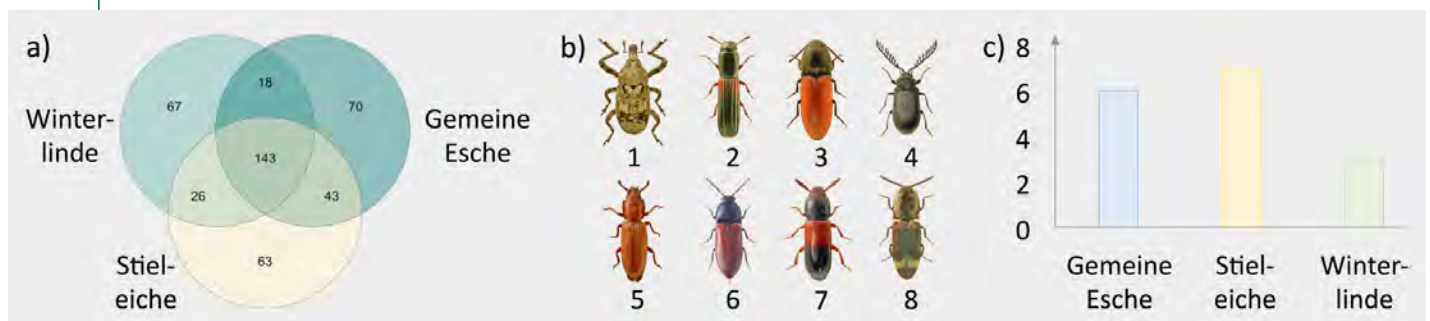 a)
18
67
70
Winter-
linde
Gemeine
Esche
143
26
43
Stiel-
eiche
63
b)
1 2 3 4
5 6 7 8
c)
8
6
4
2
0
Gemeine
Esche
Stiel-
eiche
Winter-
linde